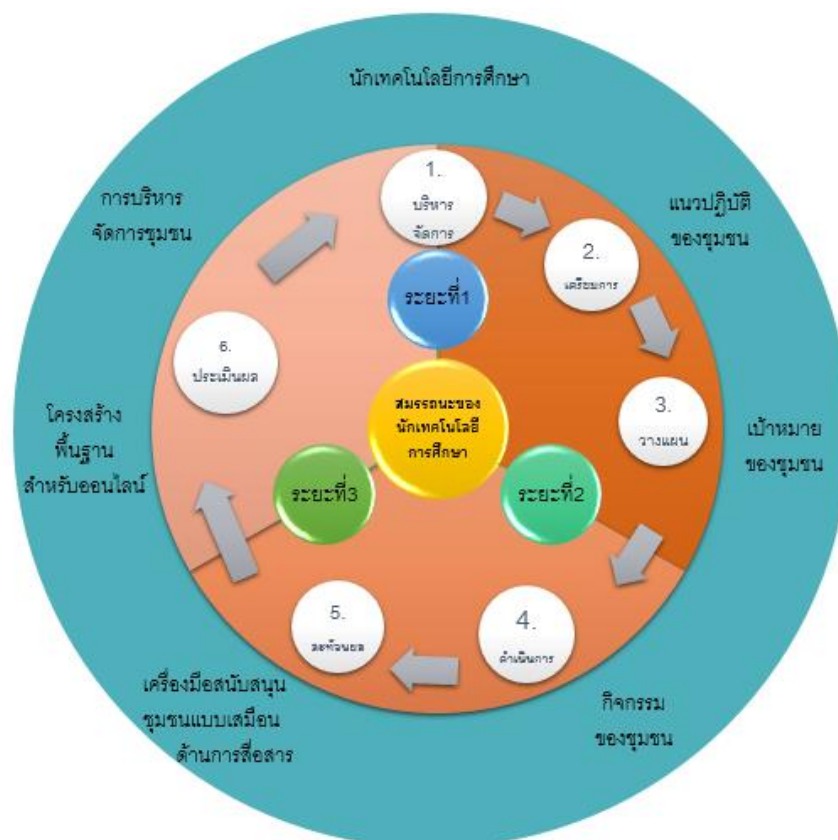 นักเทคโนโลยีการศึกษา
การบริหาร
จัดการชุมชน
แนวปฏิบัติ
ของชุมชน
1.
บริหาร
จัดการ
2.
เตรียมการ
ระยะที่1
6.
ประเมินผล
3.
วางแผน
สมรรถนะของ
นักเทคโนโลยี
การศึกษา
โครงสร้าง
พื้นฐาน
สำหรับออนไลน์
เป้าหมาย
ของชุมชน
ระยะที่3
ระยะที่2
5.
สะท้อนผล
4.
ดำเนินการ
เครื่องมือสนับสนุน
ชุมชนแบบเสมือน
ด้านการสื่อสาร
กิจกรรม
ของชุมชน